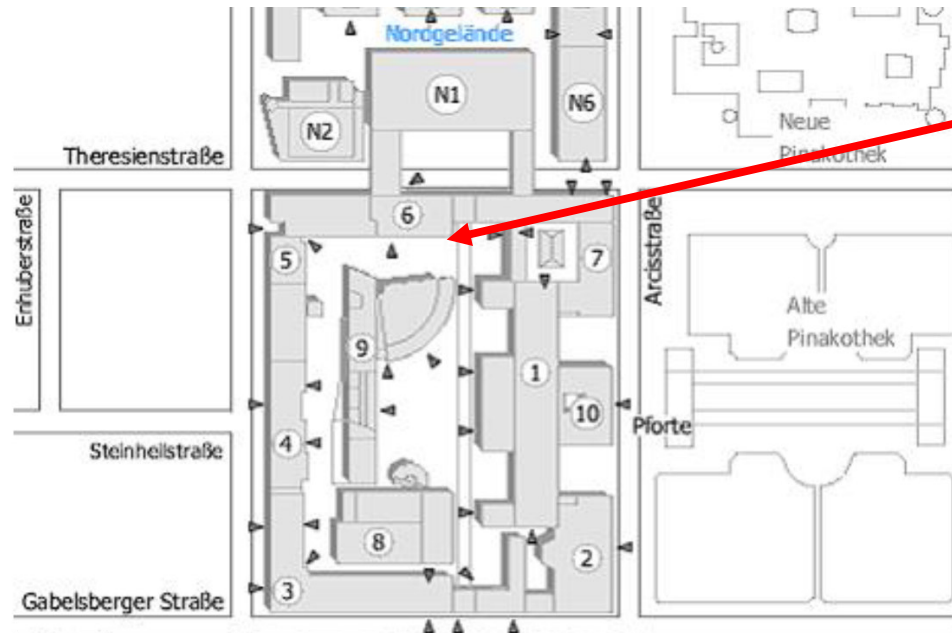 Nordgelände
N1
N6
N2
Neue
Pinakothek
Theresienstraße
6
Enhuberstraße
5
7
Arcisstraße
Alte
Pinakothek
9
1
10
Pforte
Steinheilstraße
4
8
2
3
Gabelsberger Straße